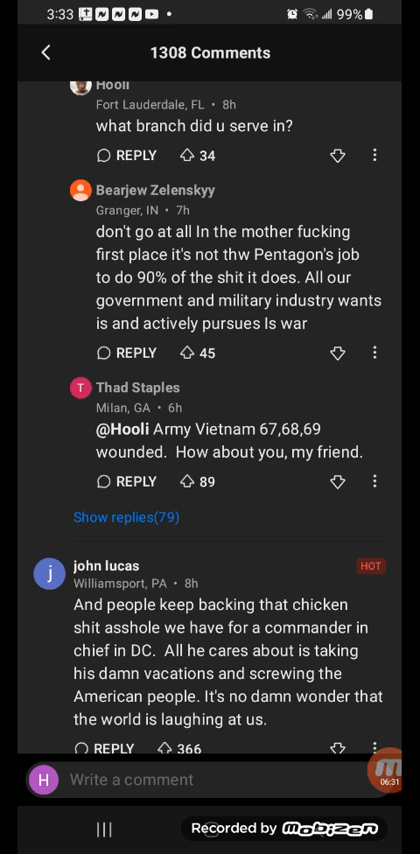 3:33
99%
1308 Comments
Hooli
Fort Lauderdale, FL • 8h
what branch did u serve in?
REPLY 34
Bearjew Zelenskyy
Granger, IN • 7h
don't go at all In the mother fucking
first place it's not thw Pentagon's job
to do 90% of the shit it does. All our
government and military industry wants
is and actively pursues Is war
REPLY 45
T Thad Staples
Milan, GA • 6h
@Hooli Army Vietnam 67,68,69
wounded. How about you, my friend.
REPLY 89
Show replies(79)
j john lucas HOT
Williamsport, PA • 8h
And people keep backing that chicken
shit asshole we have for a commander in
chief in DC. All he cares about is taking
his damn vacations and screwing the
American people. It's no damn wonder that
the world is laughing at us.
REPLY 366
H Write a comment
06:31
Recorded by MOBIZEN